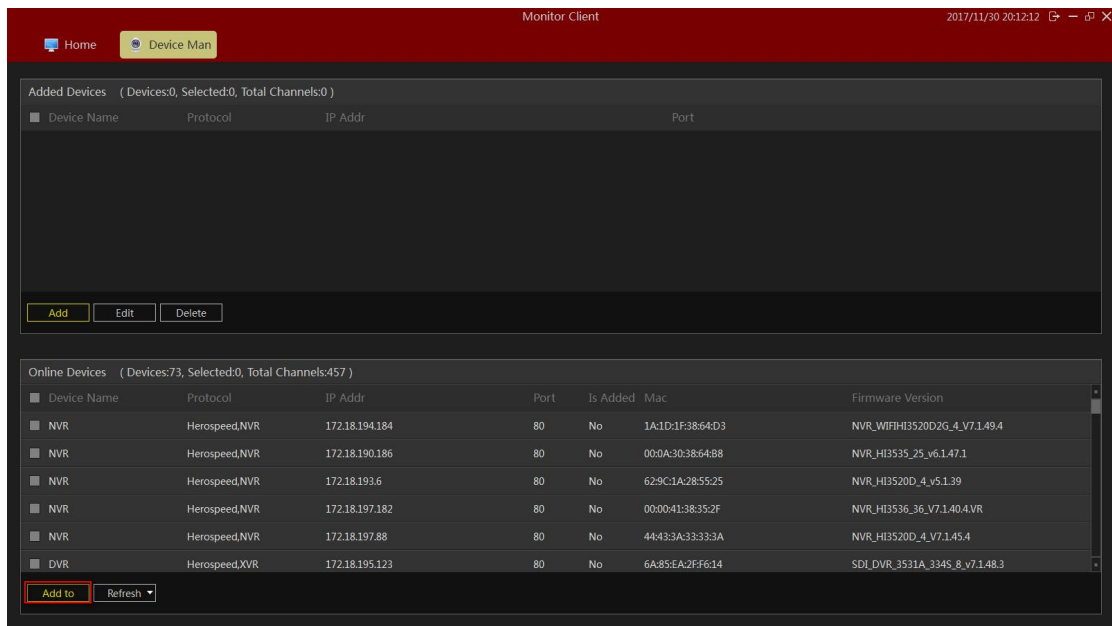 Monitor Client 2017/11/30 20:12:12
Home Device Man
Added Devices ( Devices:0, Selected:0, Total Channels:0 )
Device Name Protocol IP Addr Port
Add Edit Delete
Online Devices ( Devices:73, Selected:0, Total Channels:457 )
Device Name Protocol IP Addr Port Is Added Mac Firmware Version
NVR Herospeed,NVR 172.18.194.184 80 No 1A:1D:1F:38:64:D3 NVR_WIFIHI3520D2G_4_V7.1.49.4
NVR Herospeed,NVR 172.18.190.186 80 No 00:0A:30:38:64:B8 NVR_HI3535_25_v6.1.47.1
NVR Herospeed,NVR 172.18.193.6 80 No 62:9C:1A:28:55:25 NVR_HI3520D_4_v5.1.39
NVR Herospeed,NVR 172.18.197.182 80 No 00:00:41:38:35:2F NVR_HI3536_36_V7.1.40.4.VR
NVR Herospeed,NVR 172.18.197.88 80 No 44:43:3A:33:33:3A NVR_HI3520D_4_V7.1.45.4
DVR Herospeed,XVR 172.18.195.123 80 No 6A:85:EA:2F:F6:14 SDI_DVR_3531A_334S_8_v7.1.48.3
Add to Refresh